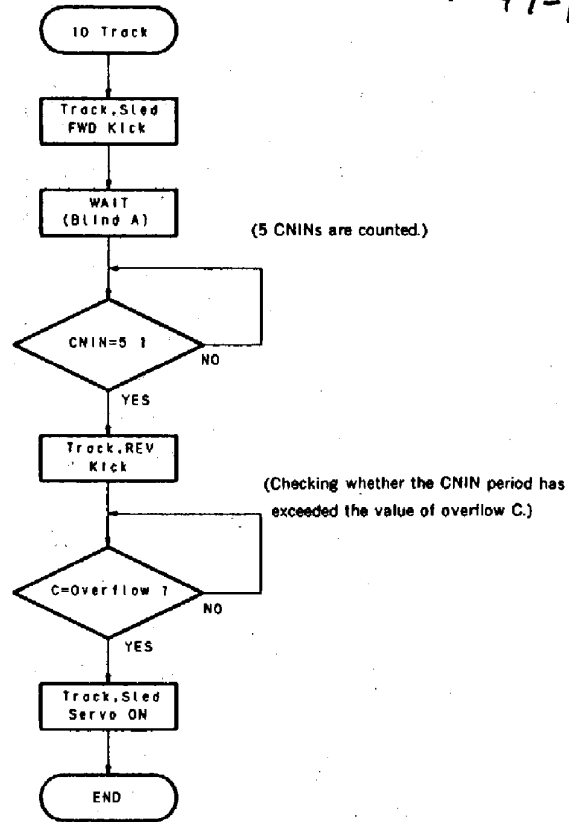 10 Track
Track,Sled
FWD Kick
WAIT
(Blind A)
(5 CNINs are counted.)
CNIN=5 ?
NO
YES
Track,REV
Kick
(Checking whether the CNIN period has
exceeded the value of overflow C.)
C=Overflow ?
NO
YES
Track,Sled
Servo ON
END